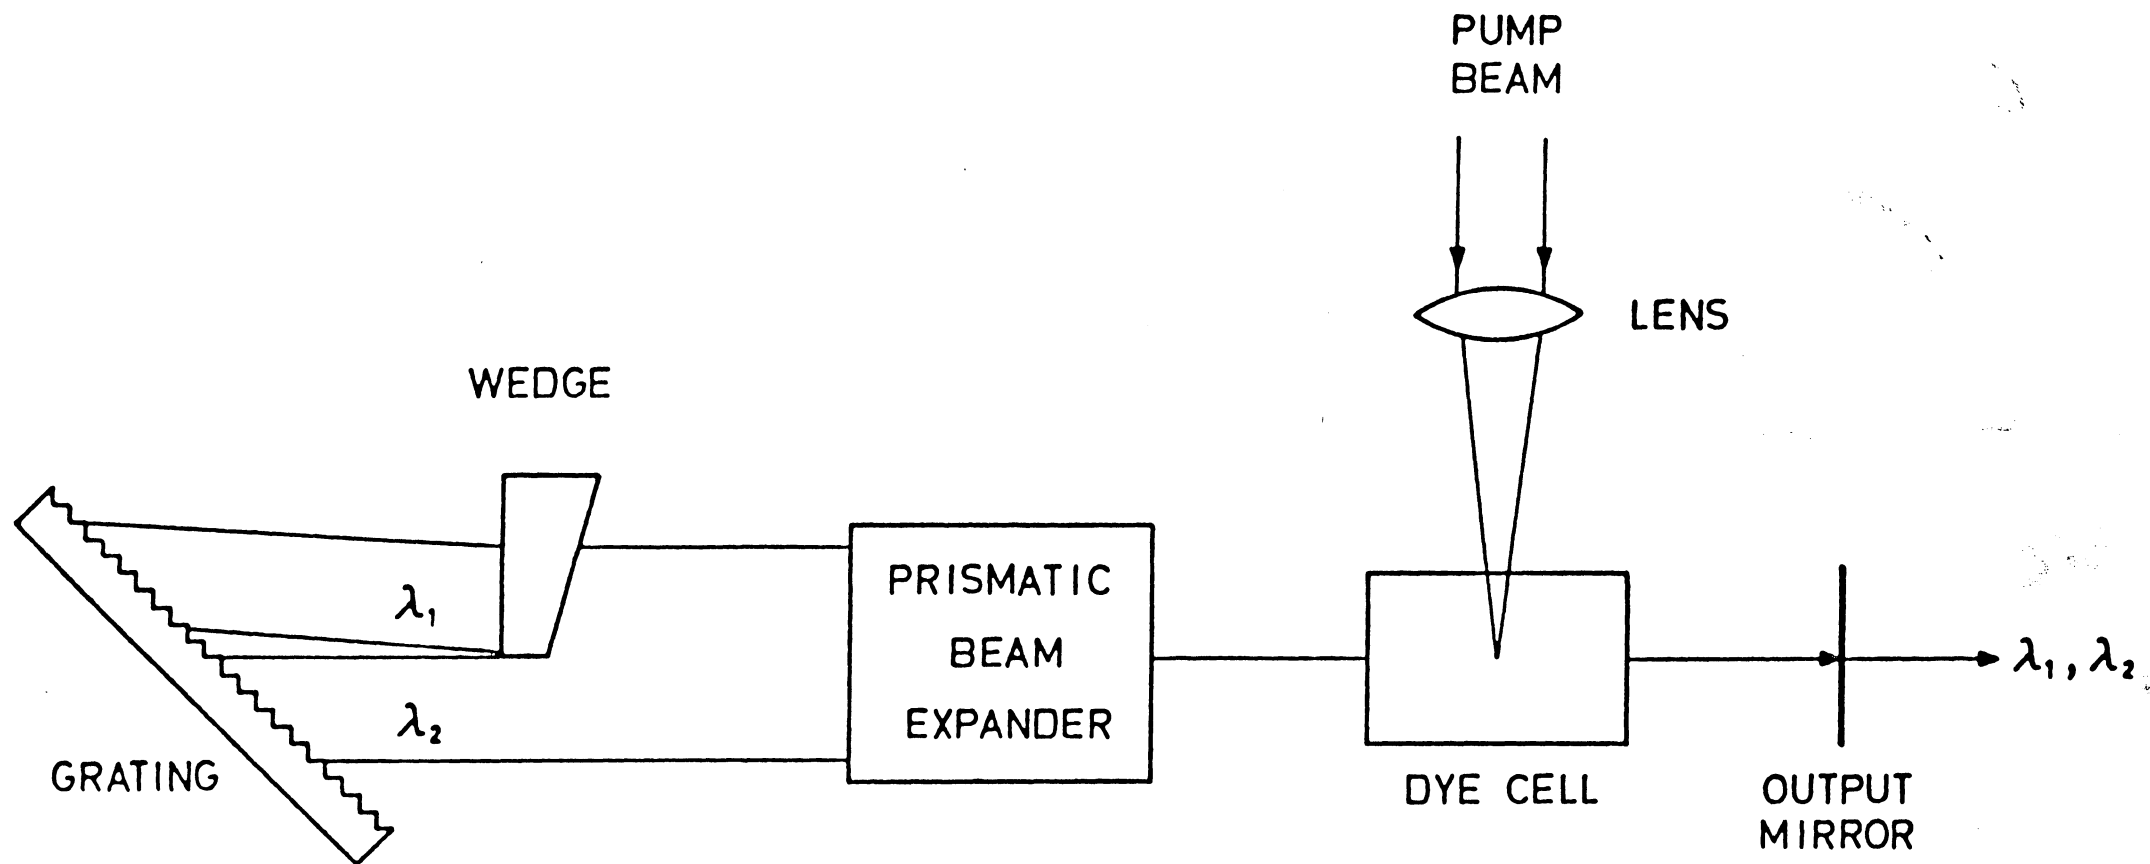 PUMP
BEAM
LENS
WEDGE
PRISMATIC
BEAM
EXPANDER
λ₁
λ₂
λ₁, λ₂
GRATING
DYE CELL
OUTPUT
MIRROR